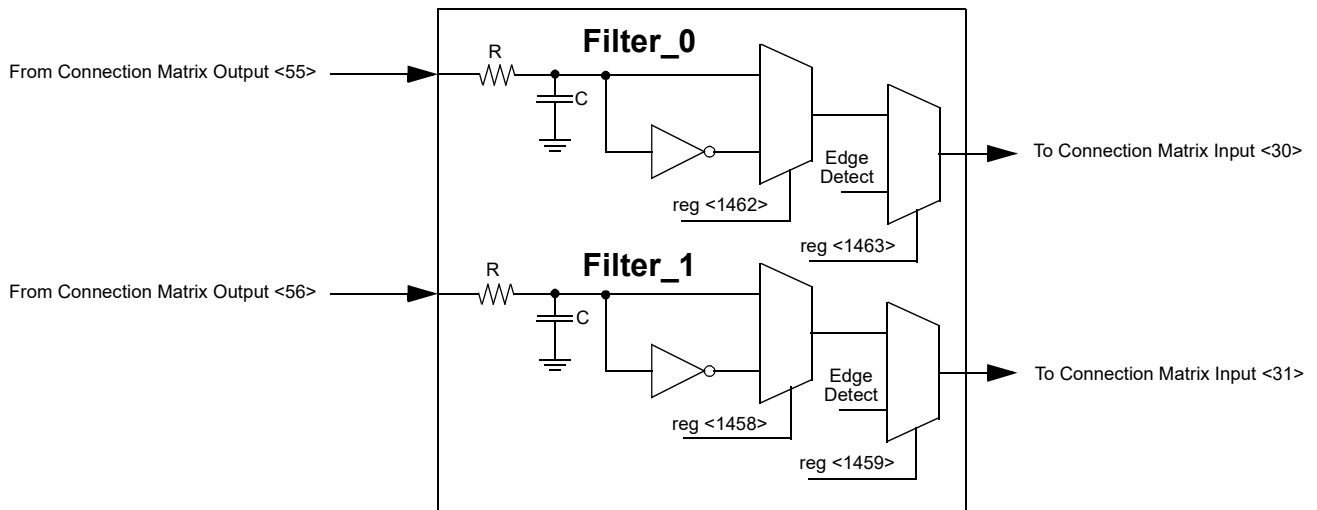 Filter_0
R
From Connection Matrix Output <55>
C
Edge
Detect
To Connection Matrix Input <30>
reg <1462>
reg <1463>
Filter_1
R
From Connection Matrix Output <56>
C
Edge
Detect
To Connection Matrix Input <31>
reg <1458>
reg <1459>